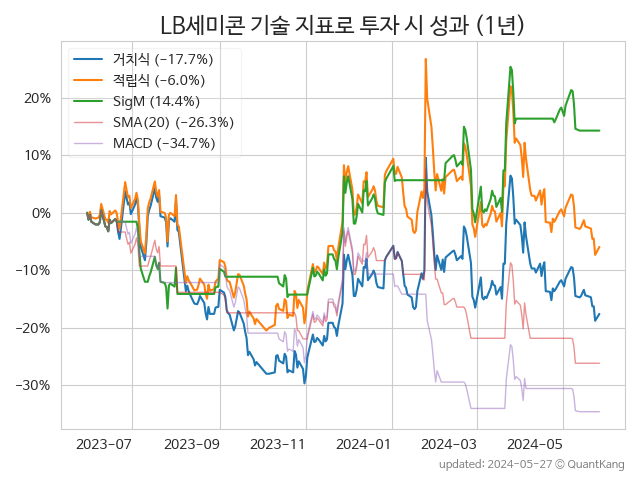 LB세미콘 기술 지표로 투자 시 성과 (1년)
거치식 (−17.7%)
적립식 (−6.0%)
SigM (14.4%)
SMA(20) (−26.3%)
MACD (−34.7%)
20%
10%
0%
−10%
−20%
−30%
2023-07 2023-09 2023-11 2024-01 2024-03 2024-05
updated: 2024-05-27 ⓒ QuantKang